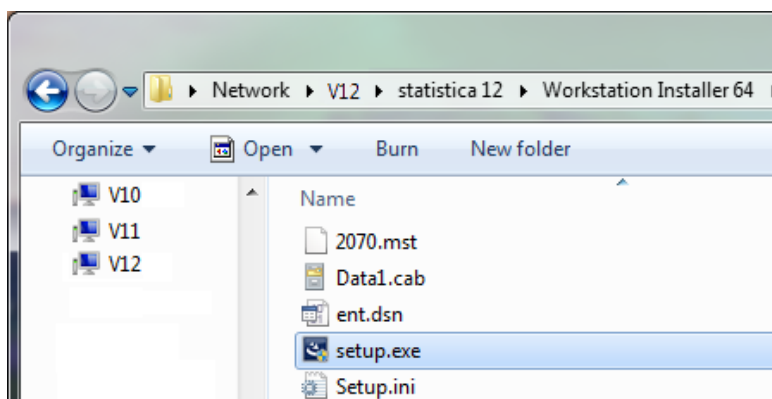 Network V12 statistica 12 Workstation Installer 64
Organize Open Burn New folder
V10
V11
V12
Name
2070.mst
Data1.cab
ent.dsn
setup.exe
Setup.ini